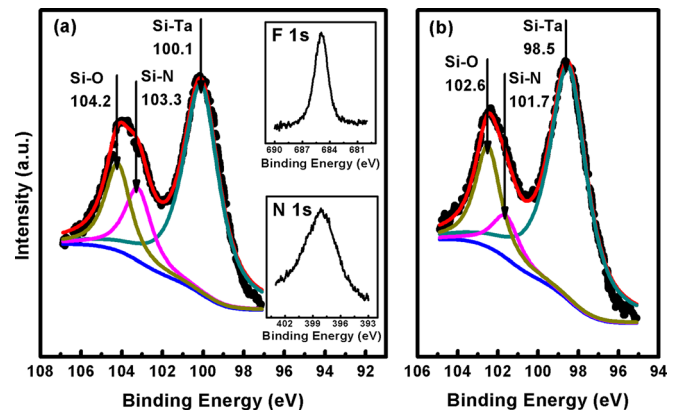 (a)
Si-Ta
100.1
Si-O
104.2
Si-N
103.3
F 1s
690 687 684 681
Binding Energy (eV)
N 1s
402 399 396 393
Binding Energy (eV)
Intensity (a.u.)
108 106 104 102 100 98 96 94 92
Binding Energy (eV)
(b)
Si-Ta
98.5
Si-O
102.6
Si-N
101.7
106 104 102 100 98 96 94
Binding Energy (eV)